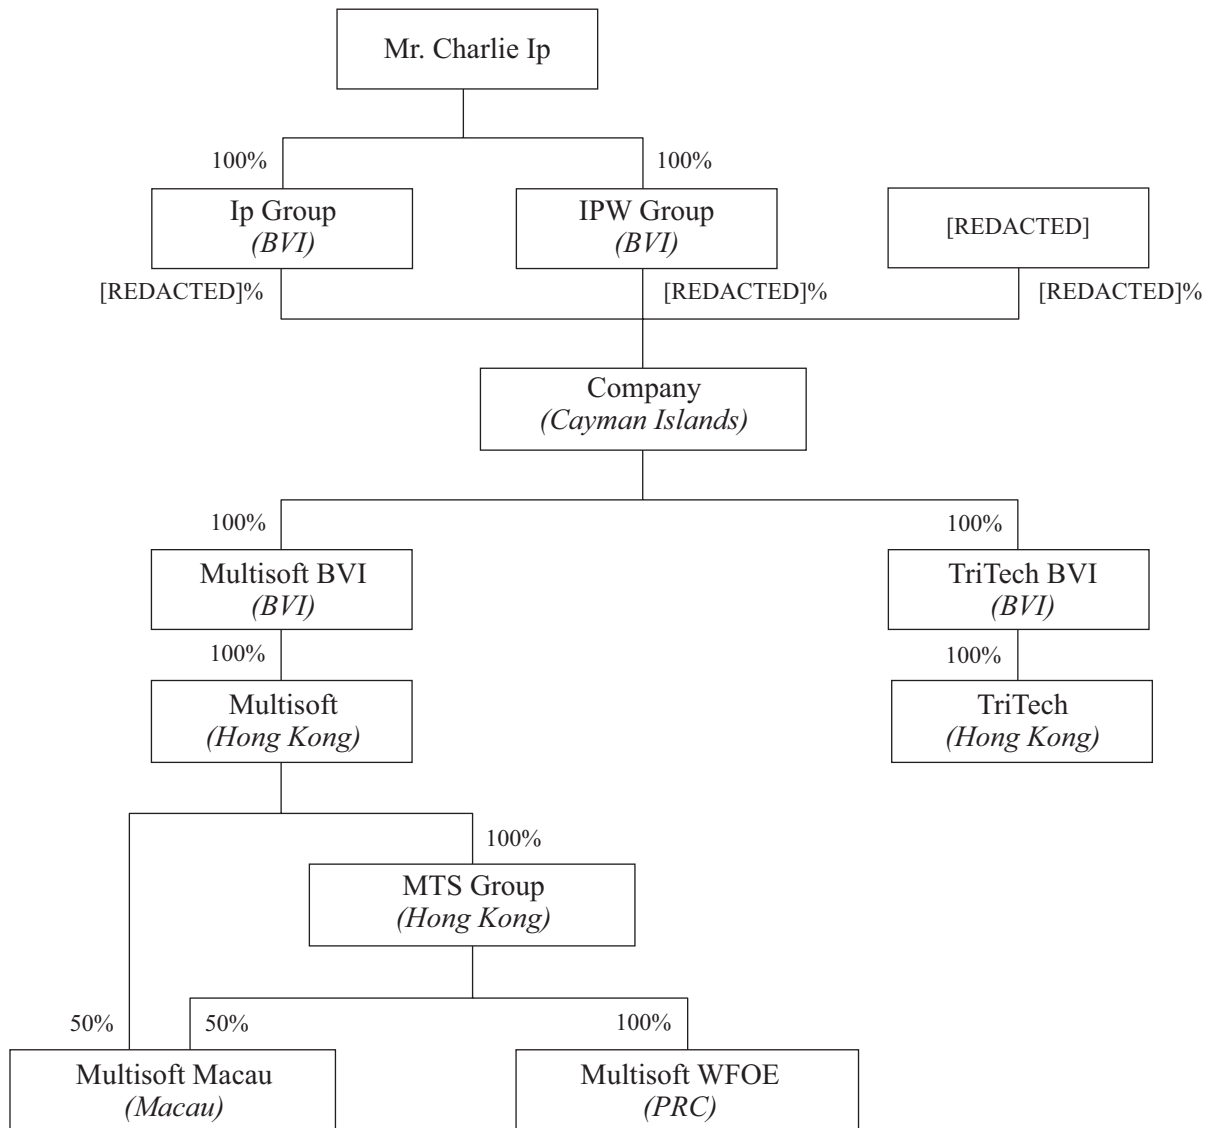 Mr. Charlie Ip
100%
100%
Ip Group
(BVI)
IPW Group
(BVI)
[REDACTED]
[REDACTED]%
[REDACTED]%
[REDACTED]%
Company
(Cayman Islands)
100%
100%
Multisoft BVI
(BVI)
TriTech BVI
(BVI)
100%
100%
Multisoft
(Hong Kong)
TriTech
(Hong Kong)
100%
MTS Group
(Hong Kong)
50%
50%
100%
Multisoft Macau
(Macau)
Multisoft WFOE
(PRC)